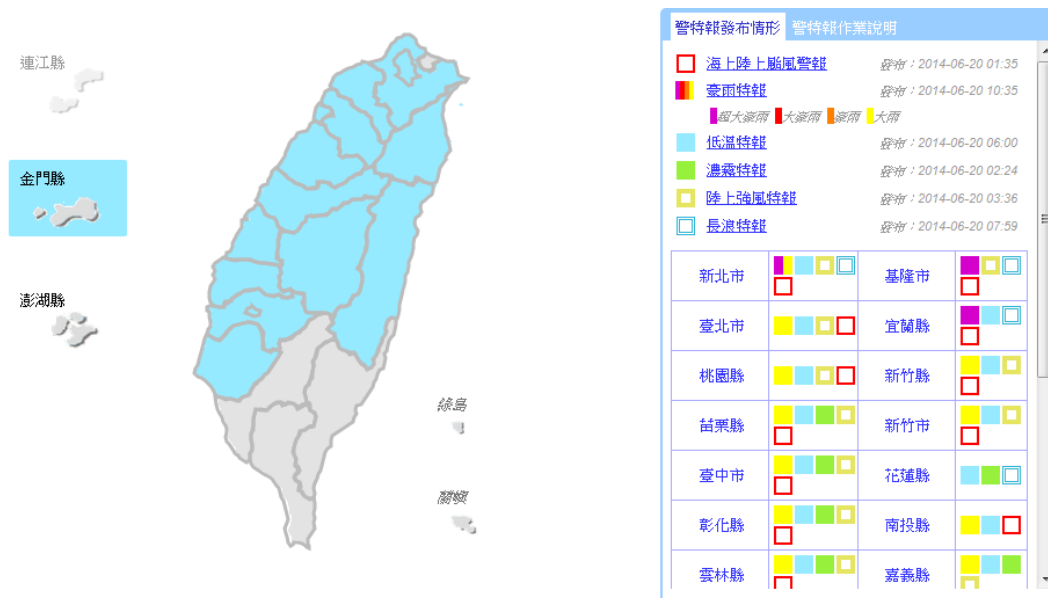 連江縣
金門縣
澎湖縣
綠島
蘭嶼
警特報發布情形 警特報作業說明
海上陸上颱風警報 發布：2014-06-20 01:35
豪雨特報 發布：2014-06-20 10:35
超大豪雨 大豪雨 豪雨 大雨
低溫特報 發布：2014-06-20 06:00
濃霧特報 發布：2014-06-20 02:24
陸上強風特報 發布：2014-06-20 03:36
長浪特報 發布：2014-06-20 07:59
新北市 基隆市
臺北市 宜蘭縣
桃園縣 新竹縣
苗栗縣 新竹市
臺中市 花蓮縣
彰化縣 南投縣
雲林縣 嘉義縣